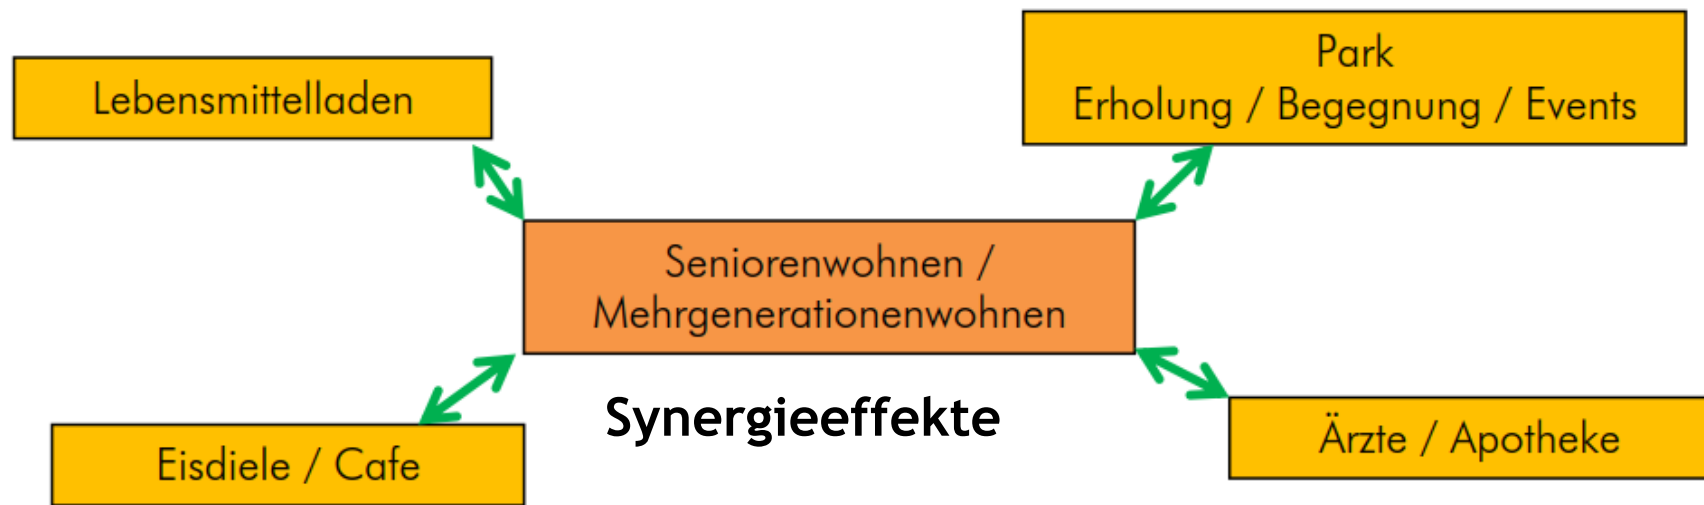 Lebensmittelladen
Park
Erholung / Begegnung / Events
Seniorenwohnen /
Mehrgenerationenwohnen
Synergieeffekte
Eisdiele / Cafe
Ärzte / Apotheke